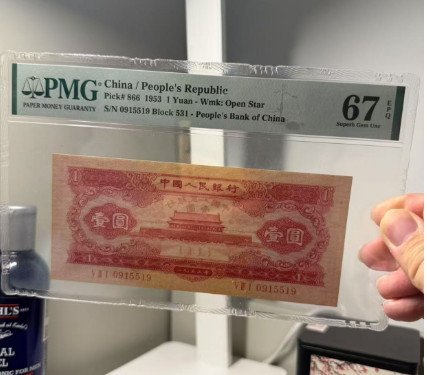 PMG
PAPER MONEY GUARANTY
China / People's Republic
Pick# 866 1953 1 Yuan - Wmk: Open Star
S/N 0915519 Block 531 - People's Bank of China
67
EPQ
Superb Gem Unc
1
中國人民銀行
1
壹圓
壹圓
0915519
0915519